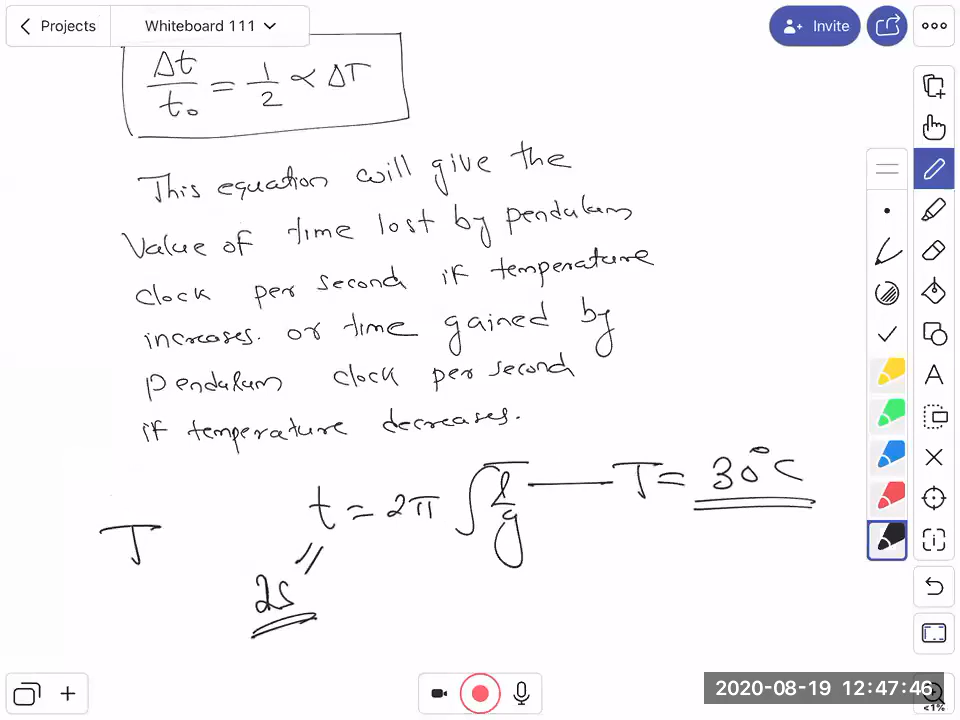 Projects
Whiteboard 111
Invite
Δt/t₀ = 1/2 ∝ ΔT
This equation will give the
Value of time lost by pendulum
clock per second if temperature
increases. or time gained by
pendulum clock per second
if temperature decreases.
t = 2π √(l/g) — T = 30°C
T
2s
2020-08-19 12:47:46
<1%